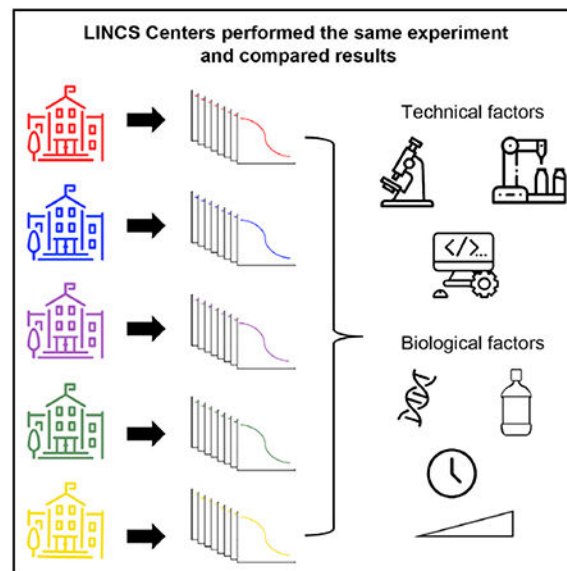 LINCS Centers performed the same experiment
and compared results
Technical factors
</>...
Biological factors